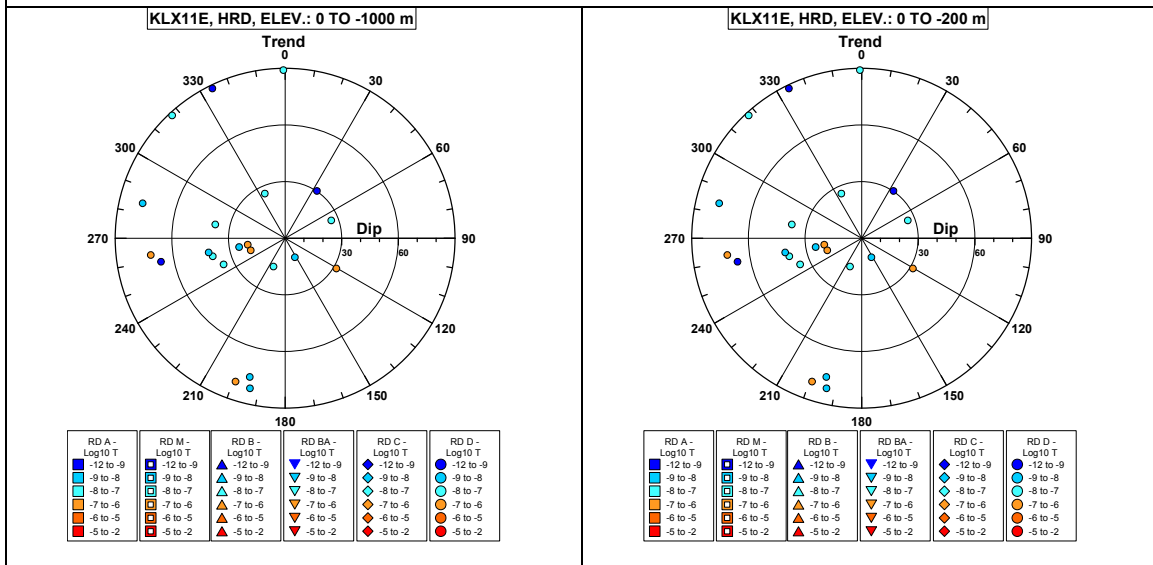 KLX11E, HRD, ELEV.: 0 TO -1000 m
Trend
0
330
30
300
60
Dip
270
30
60
90
240
120
210
150
180
RD A -
Log10 T
-12 to -9
-9 to -8
-8 to -7
-7 to -6
-6 to -5
-5 to -2
RD M -
Log10 T
-12 to -9
-9 to -8
-8 to -7
-7 to -6
-6 to -5
-5 to -2
RD B -
Log10 T
-12 to -9
-9 to -8
-8 to -7
-7 to -6
-6 to -5
-5 to -2
RD BA -
Log10 T
-12 to -9
-9 to -8
-8 to -7
-7 to -6
-6 to -5
-5 to -2
RD C -
Log10 T
-12 to -9
-9 to -8
-8 to -7
-7 to -6
-6 to -5
-5 to -2
RD D -
Log10 T
-12 to -9
-9 to -8
-8 to -7
-7 to -6
-6 to -5
-5 to -2
KLX11E, HRD, ELEV.: 0 TO -200 m
Trend
0
330
30
300
60
Dip
270
30
60
90
240
120
210
150
180
RD A -
Log10 T
-12 to -9
-9 to -8
-8 to -7
-7 to -6
-6 to -5
-5 to -2
RD M -
Log10 T
-12 to -9
-9 to -8
-8 to -7
-7 to -6
-6 to -5
-5 to -2
RD B -
Log10 T
-12 to -9
-9 to -8
-8 to -7
-7 to -6
-6 to -5
-5 to -2
RD BA -
Log10 T
-12 to -9
-9 to -8
-8 to -7
-7 to -6
-6 to -5
-5 to -2
RD C -
Log10 T
-12 to -9
-9 to -8
-8 to -7
-7 to -6
-6 to -5
-5 to -2
RD D -
Log10 T
-12 to -9
-9 to -8
-8 to -7
-7 to -6
-6 to -5
-5 to -2